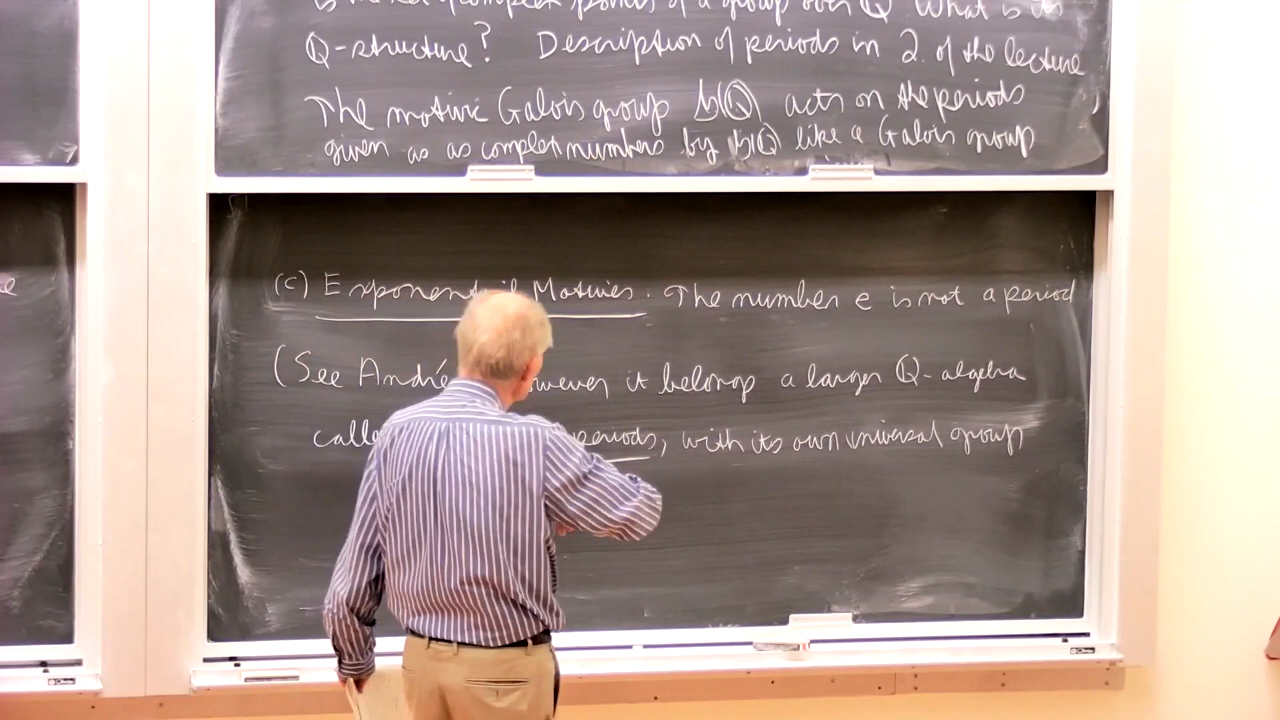 Q-structure? Description of periods in 2. of the lecture
The motivic Galois group acts on the periods
given as as complex numbers by like a Galois group
(c) Motives. The number e is not a period
(See André it belongs a larger Q-algebra
periods, with its own universal group